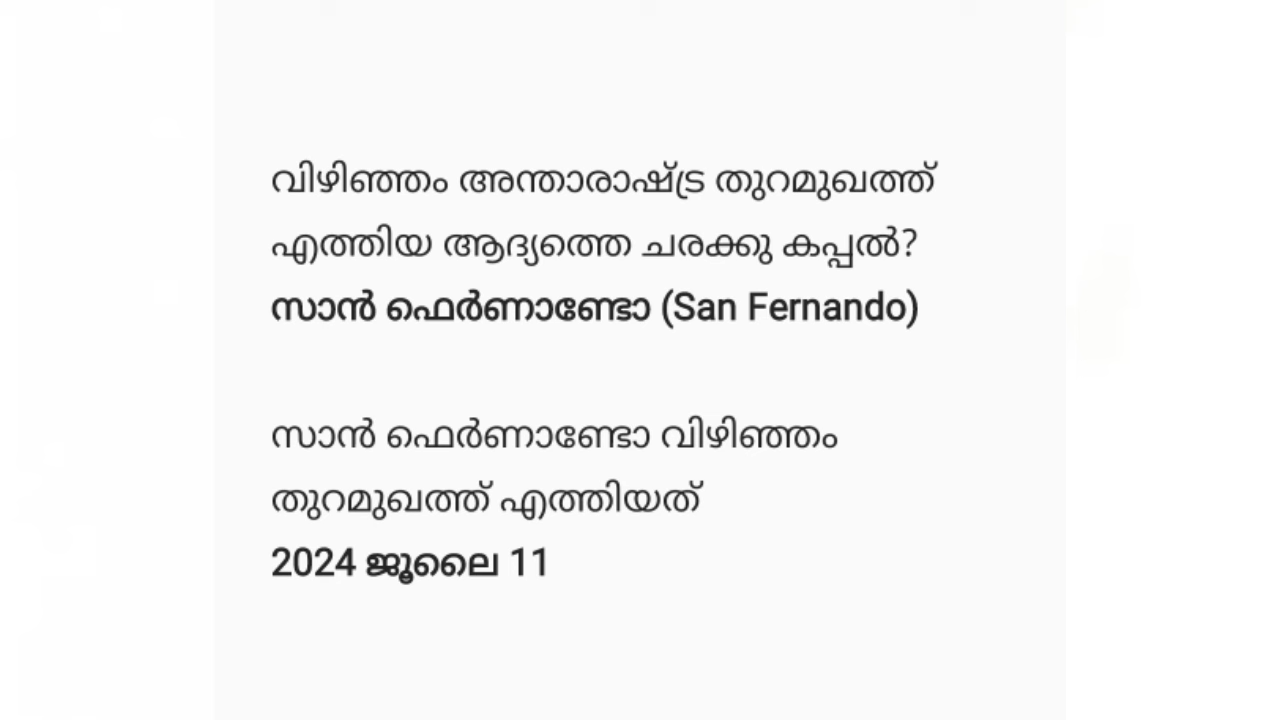 വിഴിഞ്ഞം അന്താരാഷ്ട്ര തുറമുഖത്ത്
എത്തിയ ആദ്യത്തെ ചരക്കു കപ്പൽ?
സാൻ ഫെർണാണ്ടോ (San Fernando)
സാൻ ഫെർണാണ്ടോ വിഴിഞ്ഞം
തുറമുഖത്ത് എത്തിയത്
2024 ജൂലൈ 11